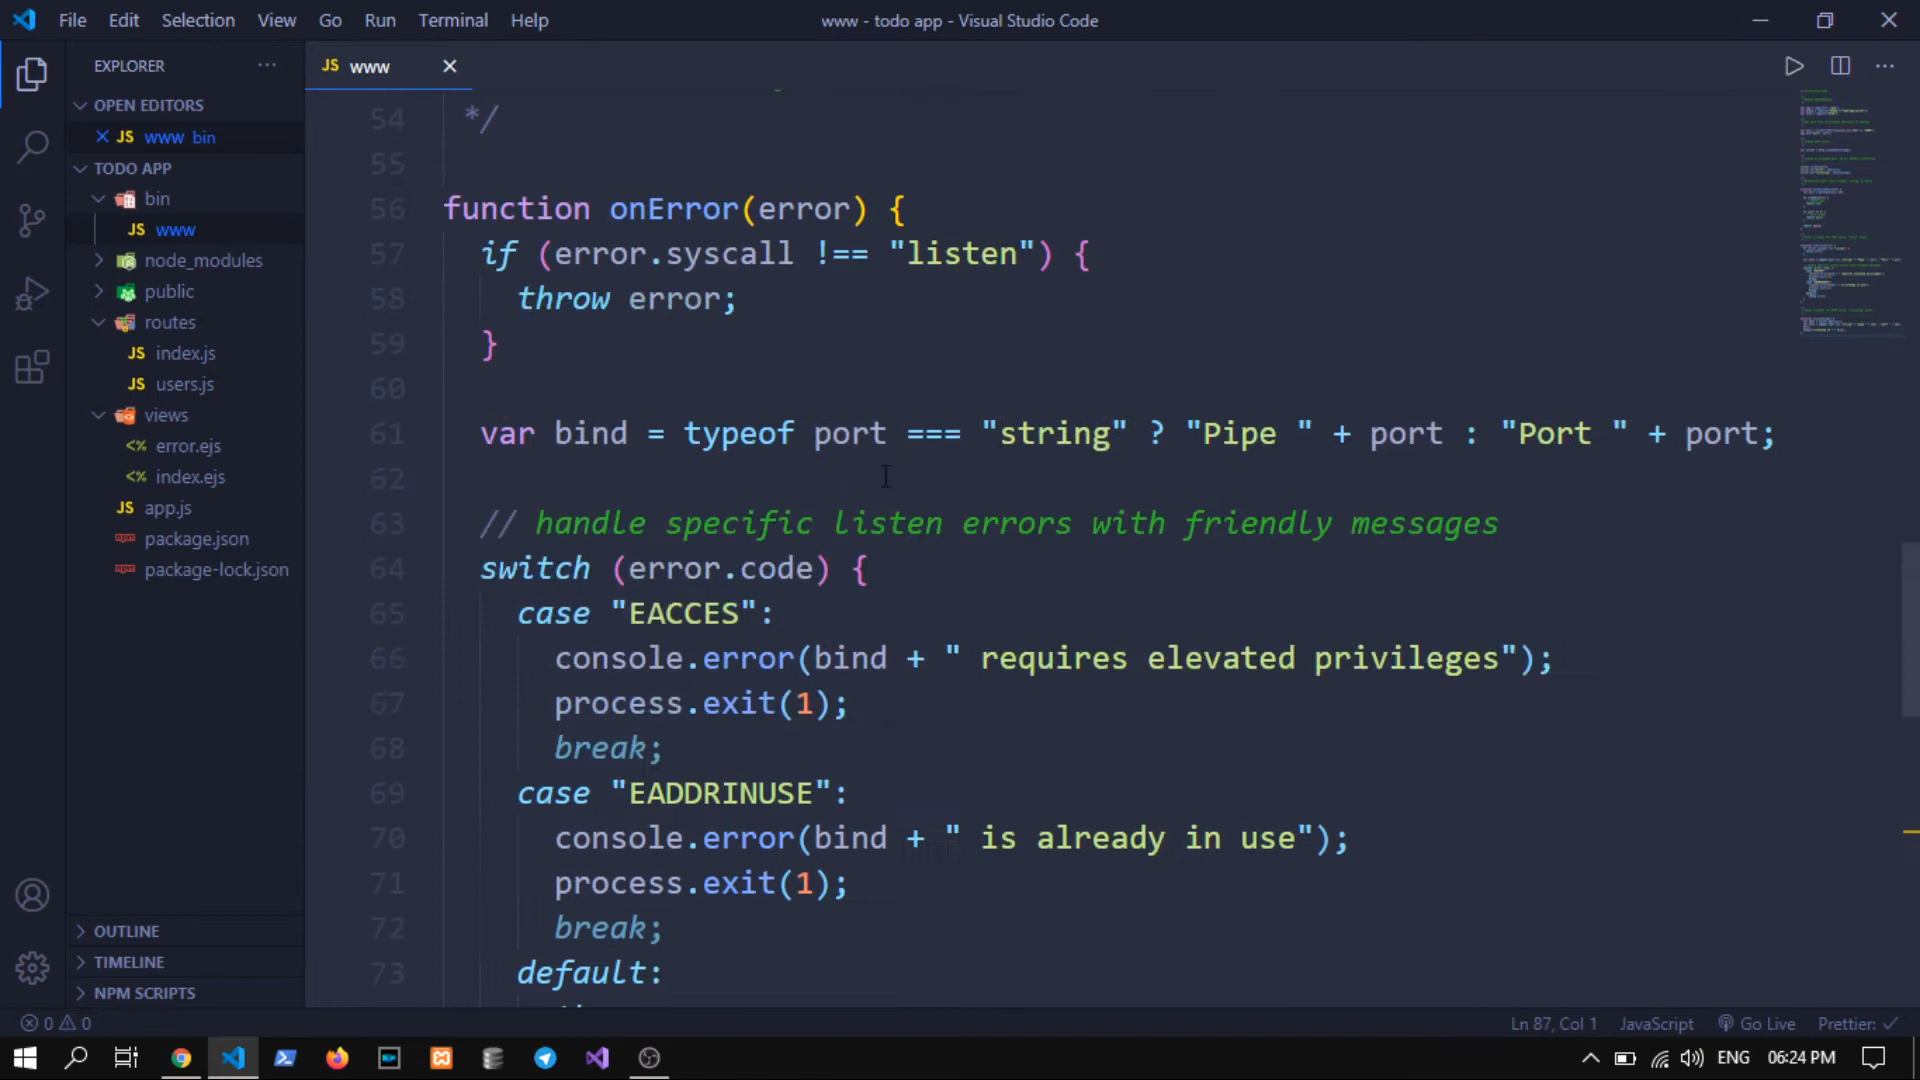 File Edit Selection View Go Run Terminal Help
www - todo app - Visual Studio Code
EXPLORER
OPEN EDITORS
JS www bin
TODO APP
bin
JS www
node_modules
public
routes
JS index.js
JS users.js
views
<% error.ejs
<% index.ejs
JS app.js
package.json
package-lock.json
OUTLINE
TIMELINE
NPM SCRIPTS
JS www
54 */
55
56 function onError(error) {
57 if (error.syscall !== "listen") {
58 throw error;
59 }
60
61 var bind = typeof port === "string" ? "Pipe " + port : "Port " + port;
62
63 // handle specific listen errors with friendly messages
64 switch (error.code) {
65 case "EACCES":
66 console.error(bind + " requires elevated privileges");
67 process.exit(1);
68 break;
69 case "EADDRINUSE":
70 console.error(bind + " is already in use");
71 process.exit(1);
72 break;
73 default:
0 0
Ln 87, Col 1 JavaScript Go Live Prettier: ✓
ENG 06:24 PM